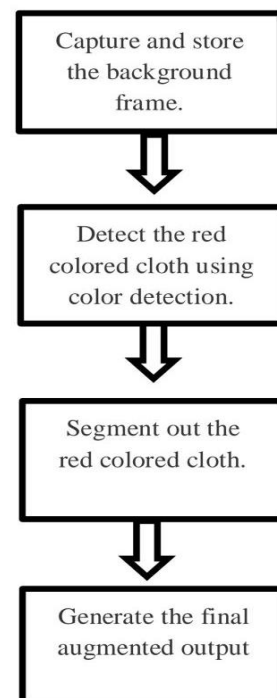 Capture and store
the background
frame.
Detect the red
colored cloth using
color detection.
Segment out the
red colored cloth.
Generate the final
augmented output